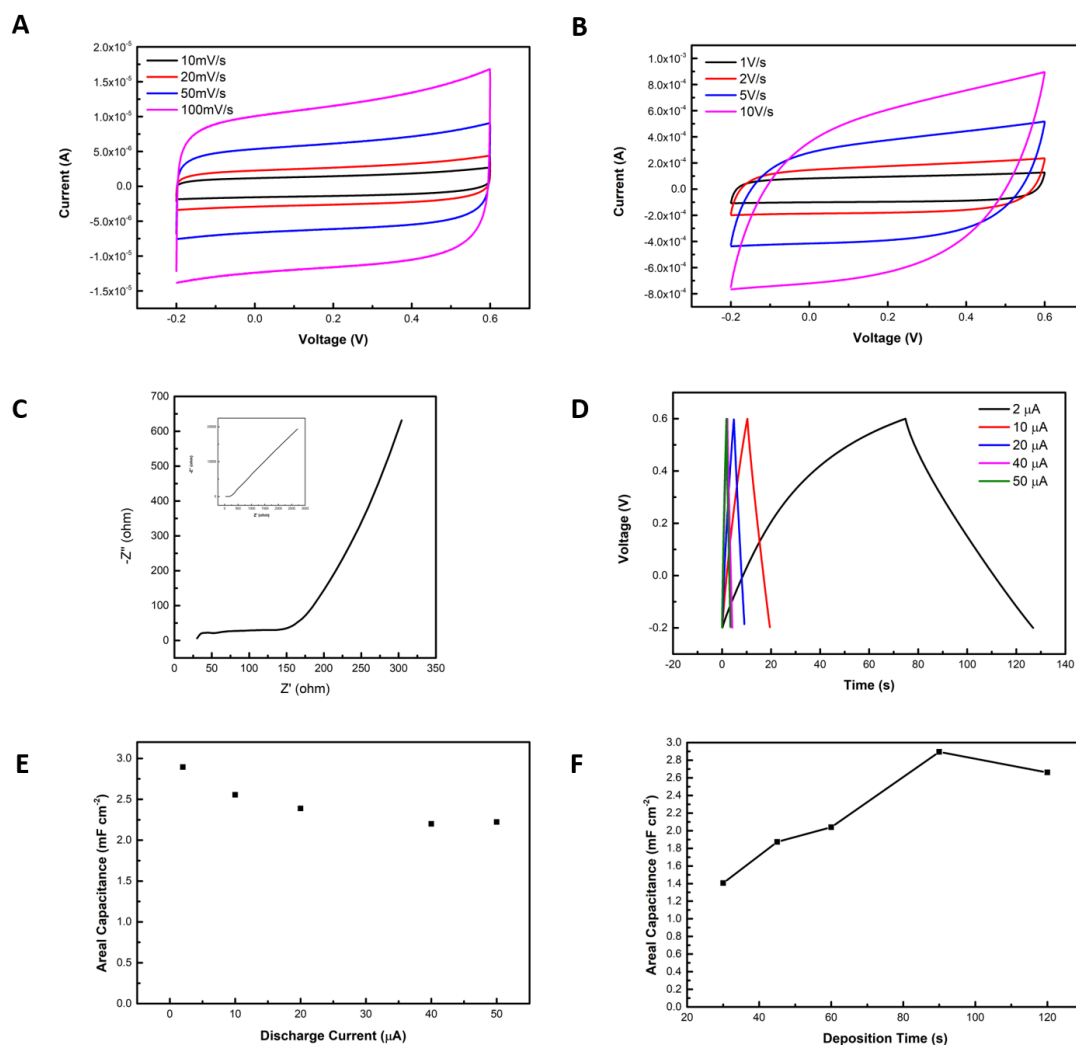 A
2.0x10⁻⁵
1.5x10⁻⁵
1.0x10⁻⁵
5.0x10⁻⁶
0.0
-5.0x10⁻⁶
-1.0x10⁻⁵
-1.5x10⁻⁵
Current (A)
10mV/s
20mV/s
50mV/s
100mV/s
-0.2 0.0 0.2 0.4 0.6
Voltage (V)
B
1.0x10⁻³
8.0x10⁻⁴
6.0x10⁻⁴
4.0x10⁻⁴
2.0x10⁻⁴
0.0
-2.0x10⁻⁴
-4.0x10⁻⁴
-6.0x10⁻⁴
-8.0x10⁻⁴
Current (A)
1V/s
2V/s
5V/s
10V/s
-0.2 0.0 0.2 0.4 0.6
Voltage (V)
C
700
600
500
400
300
200
100
0
-Z'' (ohm)
0 50 100 150 200 250 300 350
Z' (ohm)
D
0.6
0.4
0.2
0.0
-0.2
Voltage (V)
2 μA
10 μA
20 μA
40 μA
50 μA
-20 0 20 40 60 80 100 120 140
Time (s)
E
3.0
2.5
2.0
1.5
1.0
0.5
0.0
Areal Capacitance (mF cm⁻²)
0 10 20 30 40 50
Discharge Current (μA)
F
3.0
2.8
2.6
2.4
2.2
2.0
1.8
1.6
1.4
1.2
1.0
0.8
0.6
0.4
0.2
0.0
Areal Capacitance (mF cm⁻²)
20 40 60 80 100 120
Deposition Time (s)